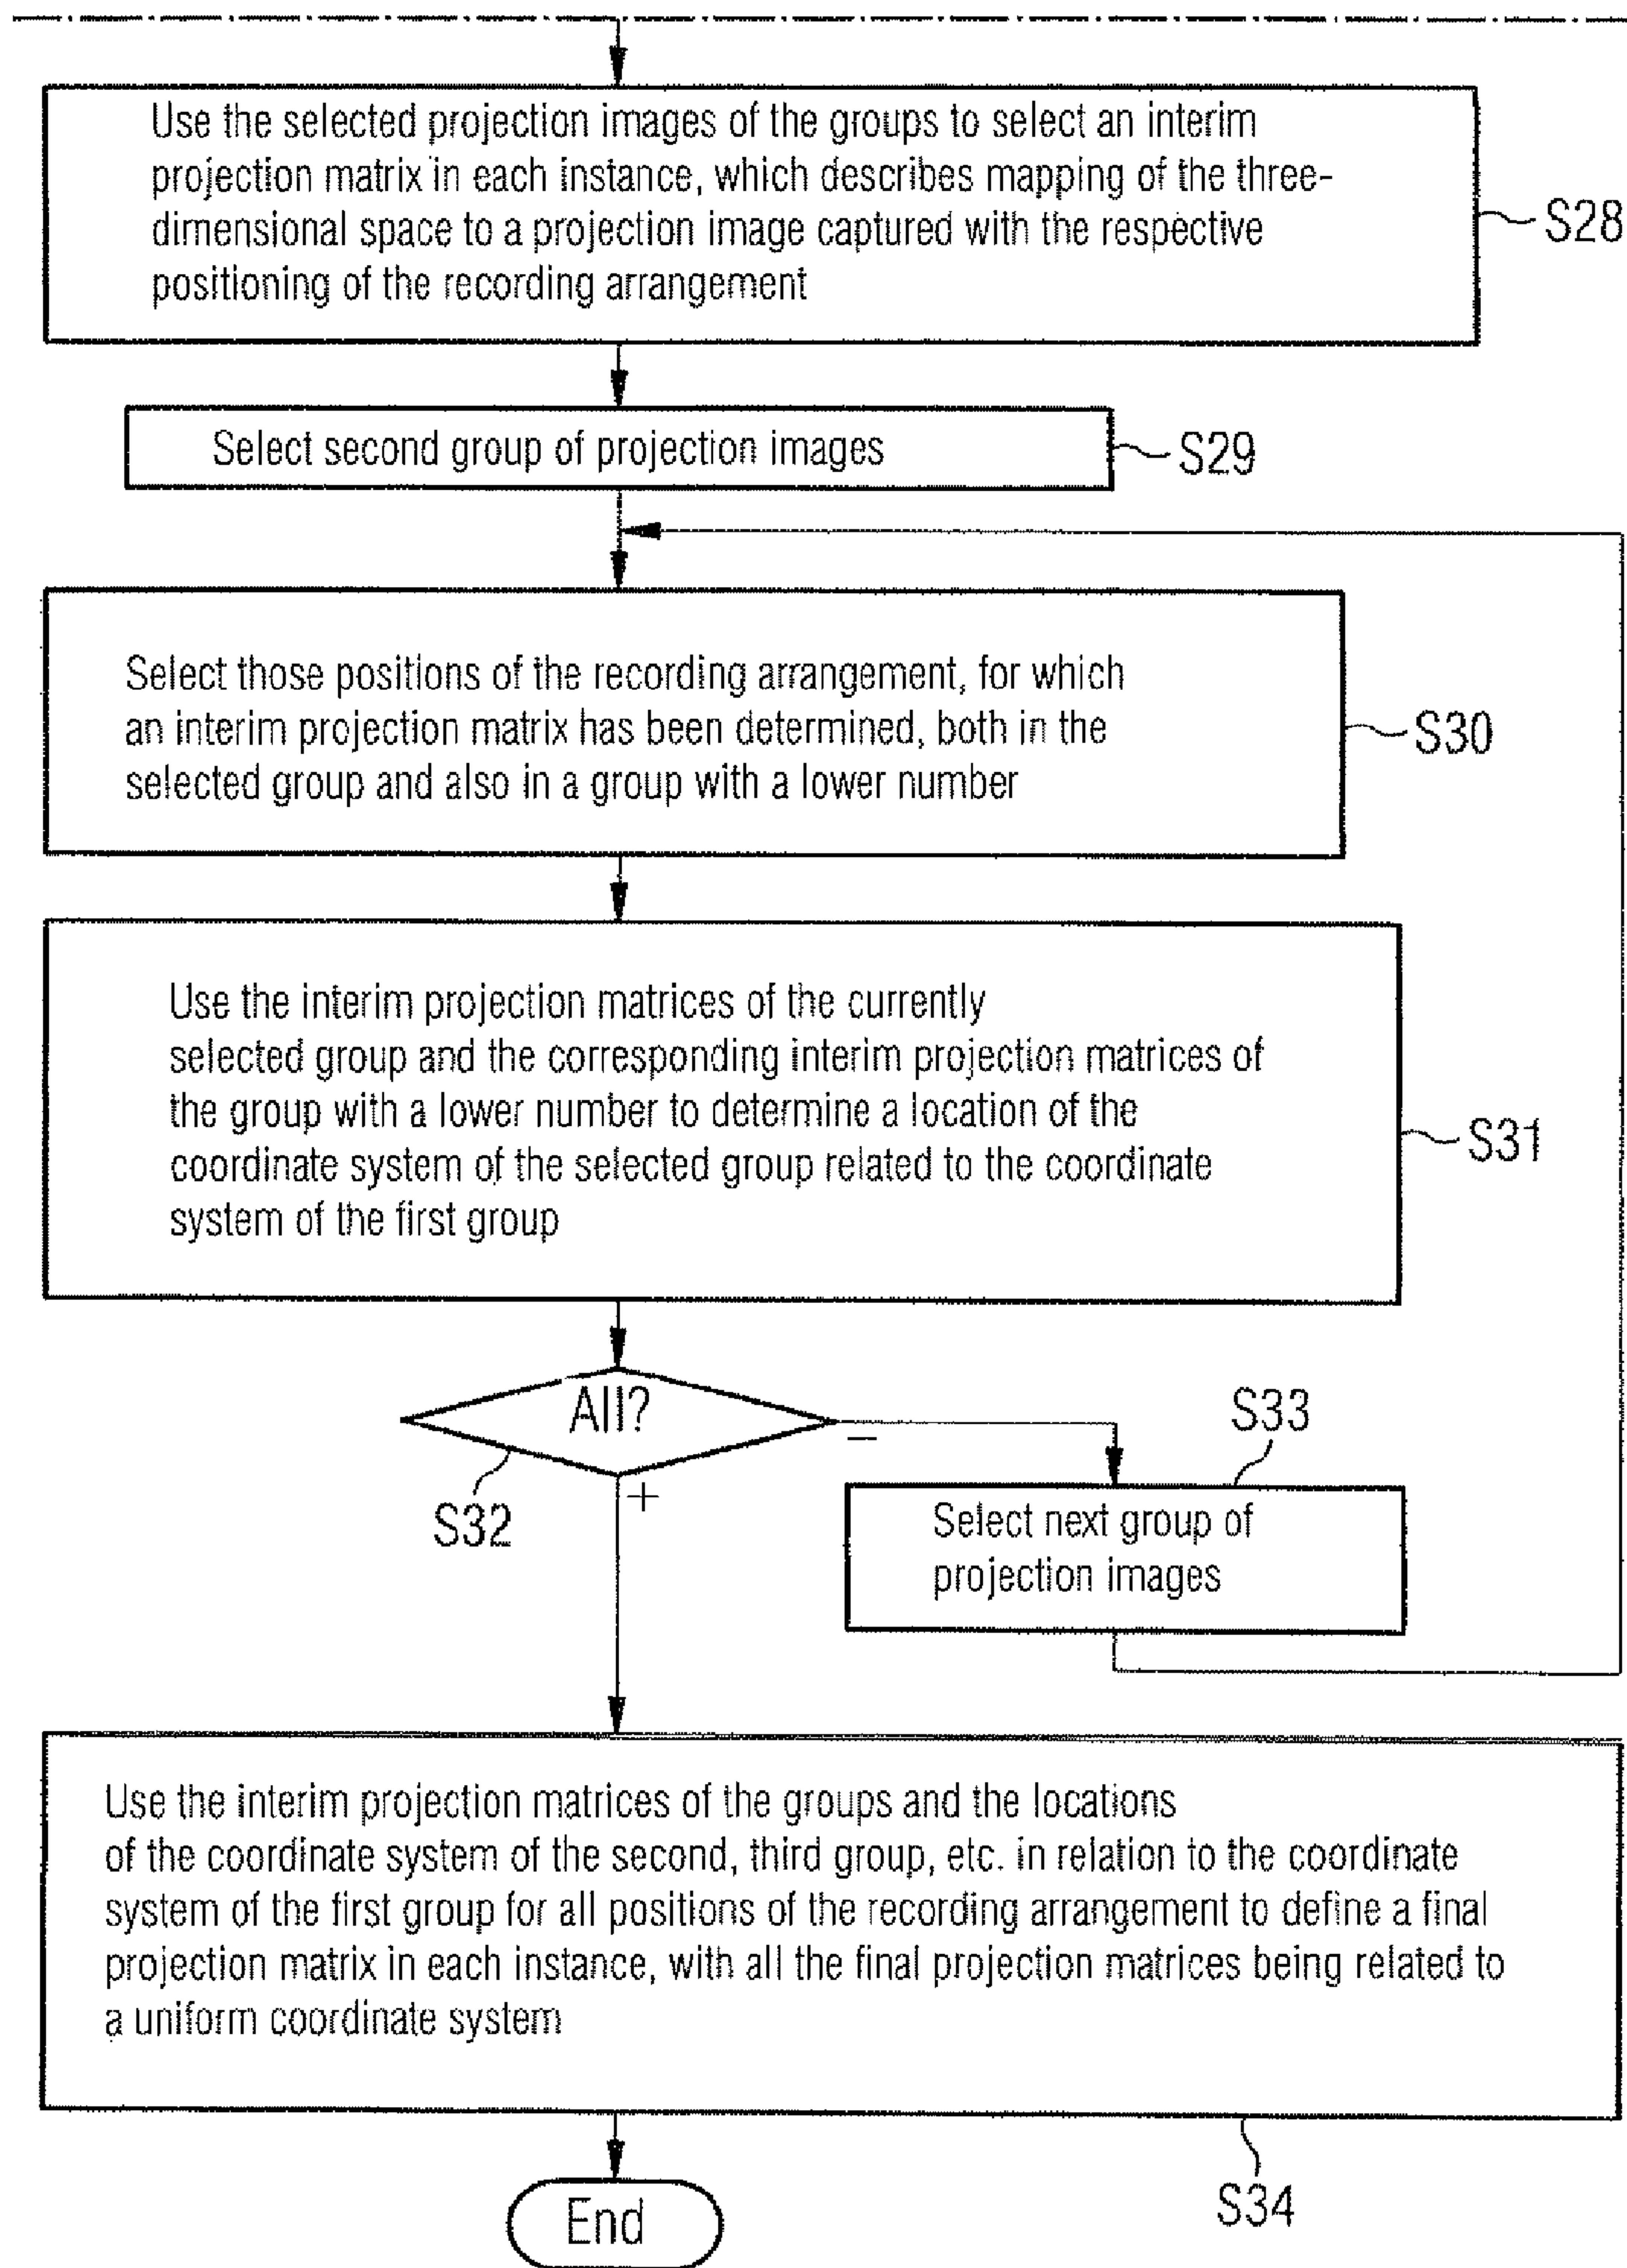 Use the selected projection images of the groups to select an interim
projection matrix in each instance, which describes mapping of the three-
dimensional space to a projection image captured with the respective
positioning of the recording arrangement
S28
Select second group of projection images
S29
Select those positions of the recording arrangement, for which
an interim projection matrix has been determined, both in the
selected group and also in a group with a lower number
S30
Use the interim projection matrices of the currently
selected group and the corresponding interim projection matrices of
the group with a lower number to determine a location of the
coordinate system of the selected group related to the coordinate
system of the first group
S31
All?
−
+
S32
S33
Select next group of
projection images
Use the interim projection matrices of the groups and the locations
of the coordinate system of the second, third group, etc. in relation to the coordinate
system of the first group for all positions of the recording arrangement to define a final
projection matrix in each instance, with all the final projection matrices being related to
a uniform coordinate system
S34
End